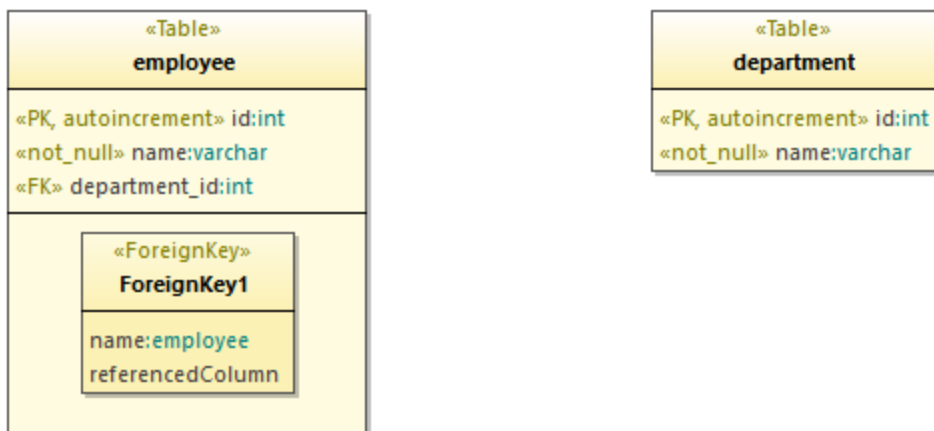 «Table»
employee
«PK, autoincrement» id:int
«not_null» name:varchar
«FK» department_id:int
«ForeignKey»
ForeignKey1
name:employee
referencedColumn
«Table»
department
«PK, autoincrement» id:int
«not_null» name:varchar